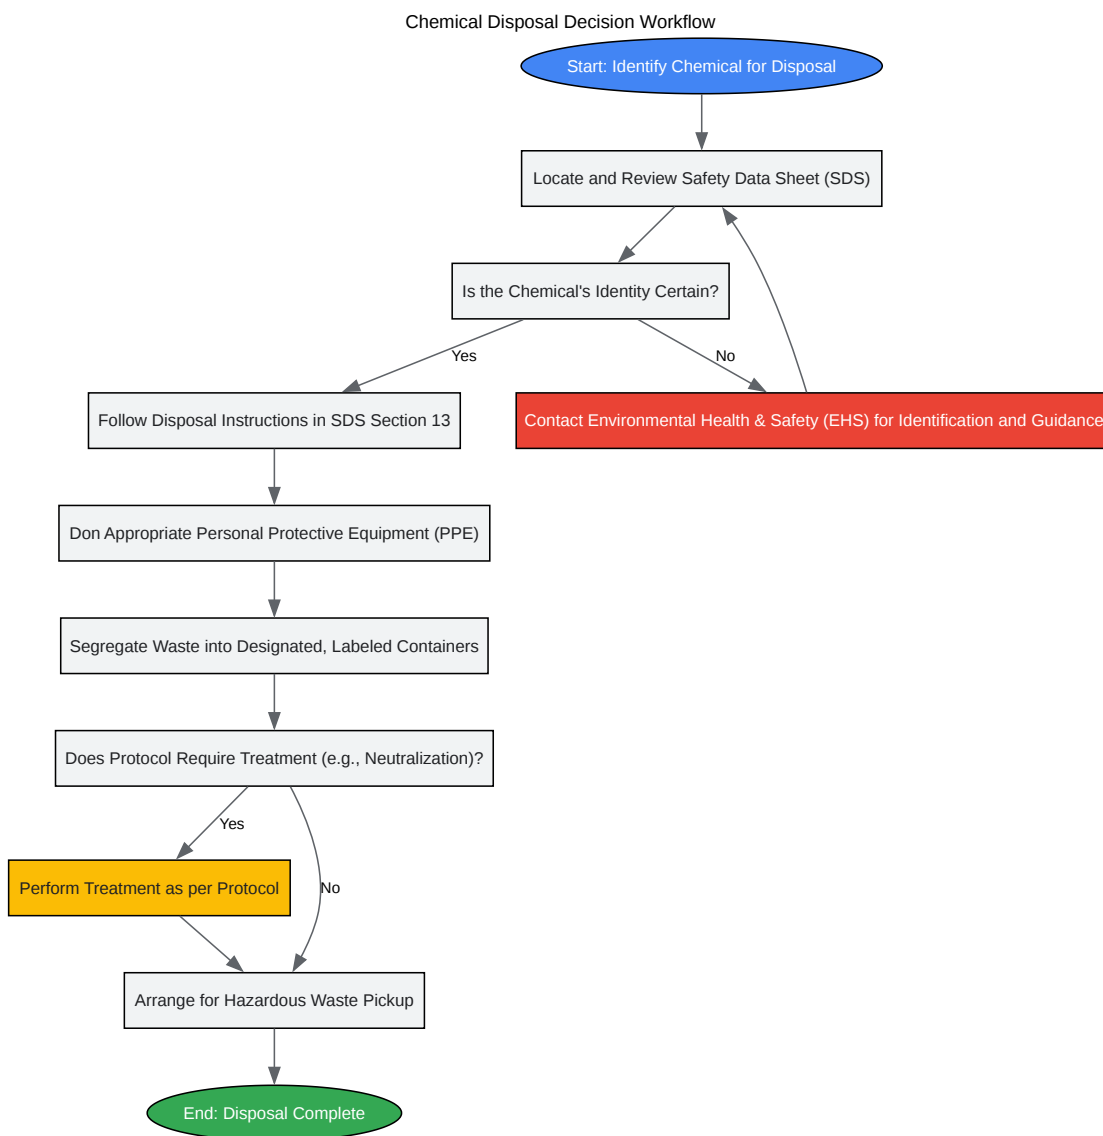 Chemical Disposal Decision Workflow
Start: Identify Chemical for Disposal
Locate and Review Safety Data Sheet (SDS)
Is the Chemical's Identity Certain?
Yes
No
Follow Disposal Instructions in SDS Section 13
Contact Environmental Health & Safety (EHS) for Identification and Guidance
Don Appropriate Personal Protective Equipment (PPE)
Segregate Waste into Designated, Labeled Containers
Does Protocol Require Treatment (e.g., Neutralization)?
Yes
Perform Treatment as per Protocol
No
Arrange for Hazardous Waste Pickup
End: Disposal Complete